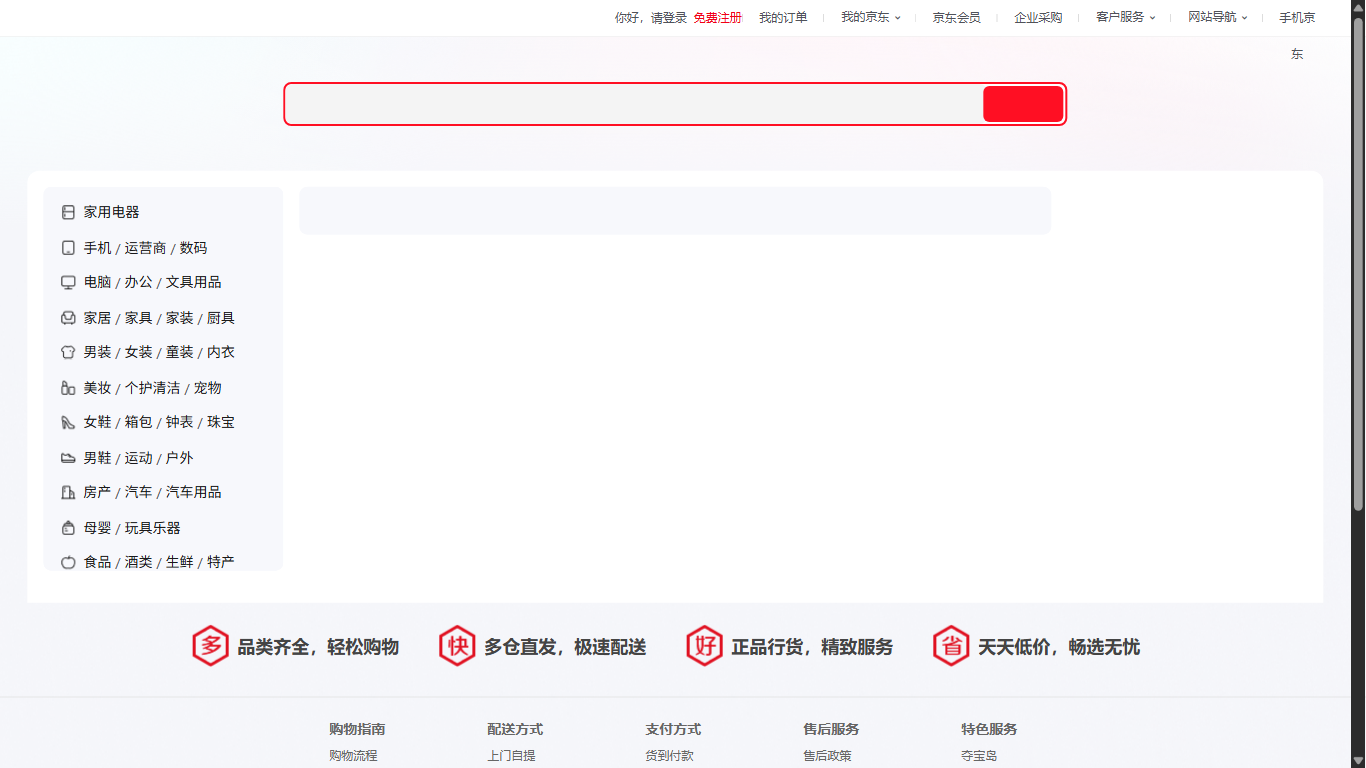 你好，请登录 免费注册 我的订单 我的京东 京东会员 企业采购 客户服务 网站导航 手机京
东
家用电器
手机 / 运营商 / 数码
电脑 / 办公 / 文具用品
家居 / 家具 / 家装 / 厨具
男装 / 女装 / 童装 / 内衣
美妆 / 个护清洁 / 宠物
女鞋 / 箱包 / 钟表 / 珠宝
男鞋 / 运动 / 户外
房产 / 汽车 / 汽车用品
母婴 / 玩具乐器
食品 / 酒类 / 生鲜 / 特产
多 品类齐全，轻松购物 快 多仓直发，极速配送 好 正品行货，精致服务 省 天天低价，畅选无忧
购物指南 配送方式 支付方式 售后服务 特色服务
购物流程 上门自提 货到付款 售后政策 夺宝岛